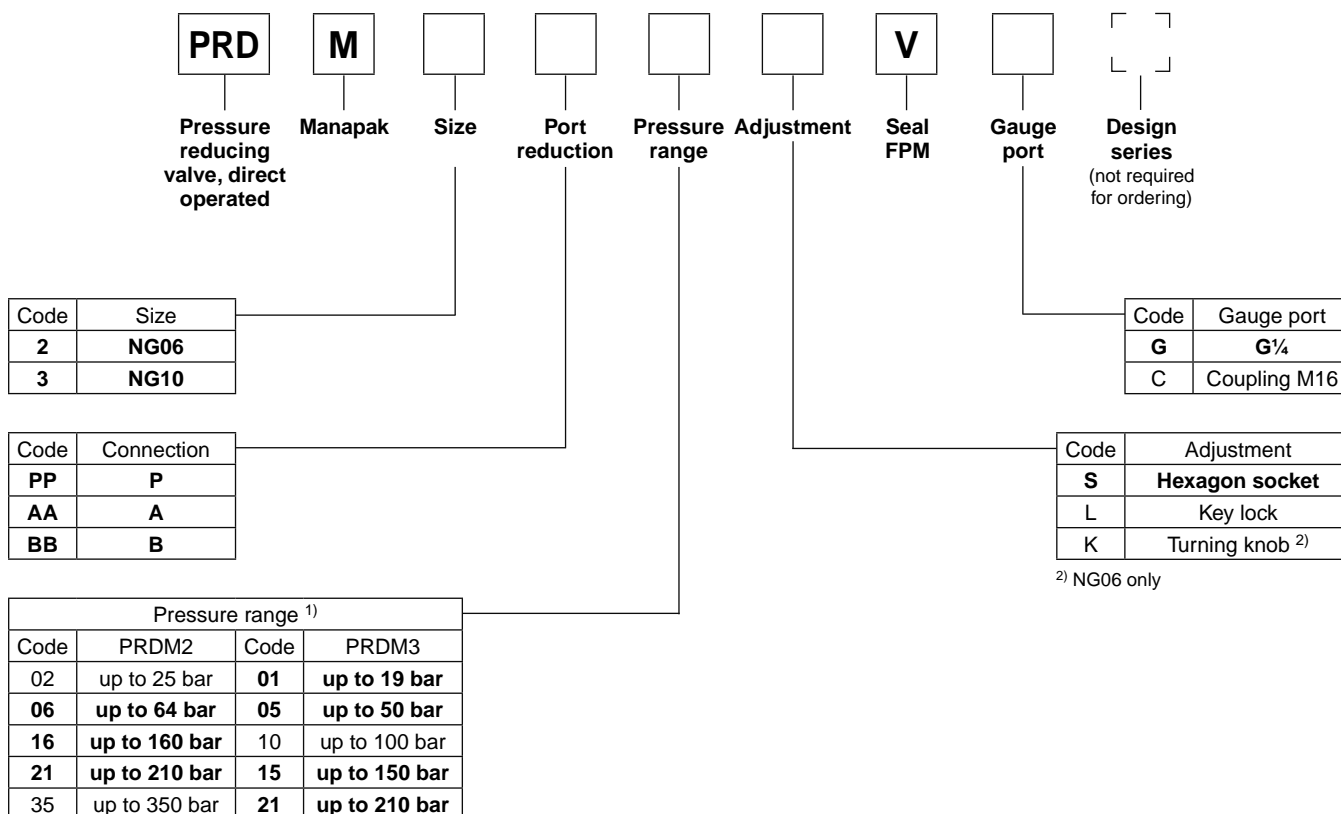 PRD M V
Pressure reducing valve, direct operated
Manapak
Size
Port reduction
Pressure range
Adjustment
Seal FPM
Gauge port
Design series (not required for ordering)
Code Size
2 NG06
3 NG10
Code Gauge port
G G¼
C Coupling M16
Code Connection
PP P
AA A
BB B
Code Adjustment
S Hexagon socket
L Key lock
K Turning knob 2)
2) NG06 only
Pressure range 1)
Code PRDM2 Code PRDM3
02 up to 25 bar 01 up to 19 bar
06 up to 64 bar 05 up to 50 bar
16 up to 160 bar 10 up to 100 bar
21 up to 210 bar 15 up to 150 bar
35 up to 350 bar 21 up to 210 bar